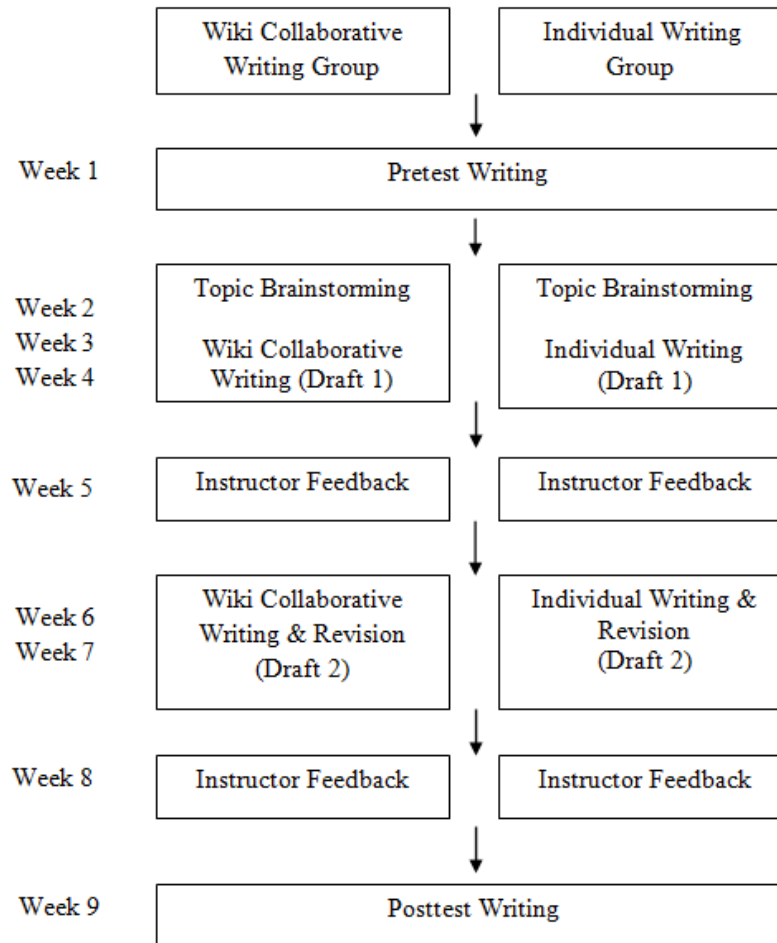 Wiki Collaborative
Writing Group
Individual Writing
Group
Week 1
Pretest Writing
Week 2
Week 3
Week 4
Topic Brainstorming
Wiki Collaborative
Writing (Draft 1)
Topic Brainstorming
Individual Writing
(Draft 1)
Week 5
Instructor Feedback
Instructor Feedback
Week 6
Week 7
Wiki Collaborative
Writing & Revision
(Draft 2)
Individual Writing &
Revision
(Draft 2)
Week 8
Instructor Feedback
Instructor Feedback
Week 9
Posttest Writing